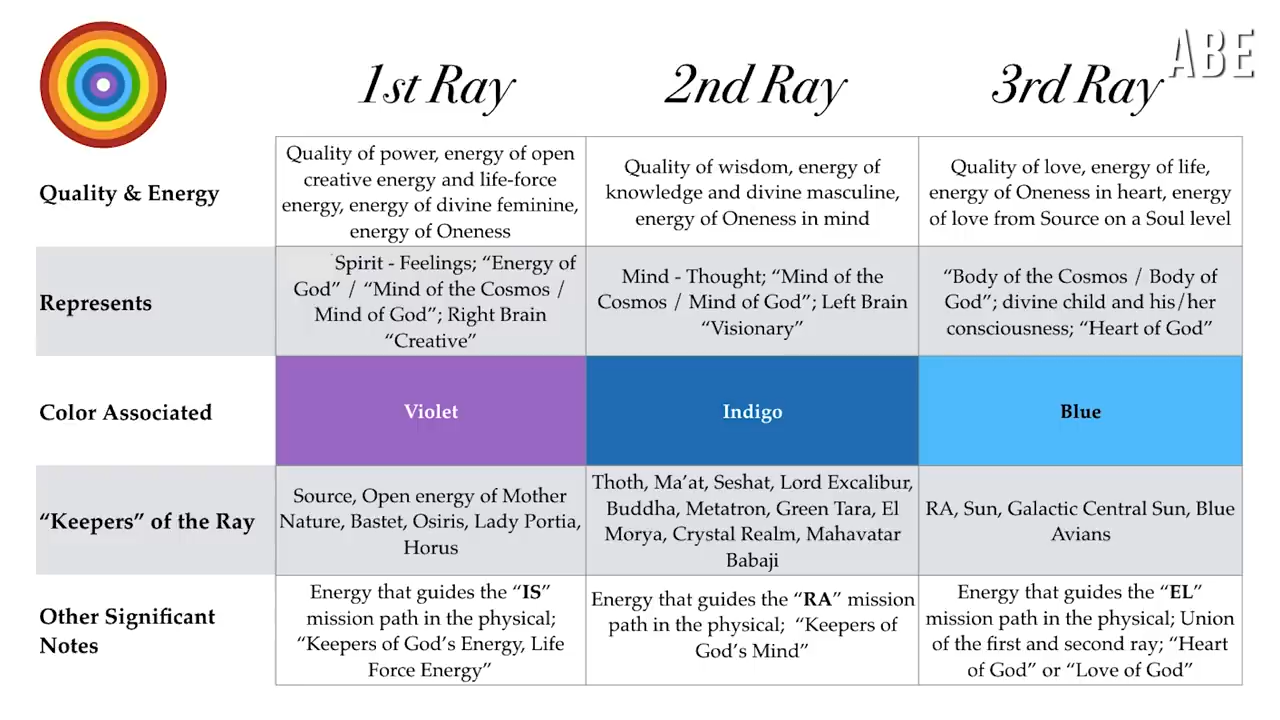 ABE
1st Ray
2nd Ray
3rd Ray
Quality & Energy
Quality of power, energy of open
creative energy and life-force
energy, energy of divine feminine,
energy of Oneness
Quality of wisdom, energy of
knowledge and divine masculine,
energy of Oneness in mind
Quality of love, energy of life,
energy of Oneness in heart, energy
of love from Source on a Soul level
Represents
Spirit - Feelings; “Energy of
God” / “Mind of the Cosmos /
Mind of God”; Right Brain
“Creative”
Mind - Thought; “Mind of the
Cosmos / Mind of God”; Left Brain
“Visionary”
“Body of the Cosmos / Body of
God”; divine child and his/her
consciousness; “Heart of God”
Color Associated
Violet
Indigo
Blue
“Keepers” of the Ray
Source, Open energy of Mother
Nature, Bastet, Osiris, Lady Portia,
Horus
Thoth, Ma’at, Seshat, Lord Excalibur,
Buddha, Metatron, Green Tara, El
Morya, Crystal Realm, Mahavatar
Babaji
RA, Sun, Galactic Central Sun, Blue
Avians
Other Significant
Notes
Energy that guides the “IS”
mission path in the physical;
“Keepers of God’s Energy, Life
Force Energy”
Energy that guides the “RA” mission
path in the physical; “Keepers of
God’s Mind”
Energy that guides the “EL”
mission path in the physical; Union
of the first and second ray; “Heart
of God” or “Love of God”